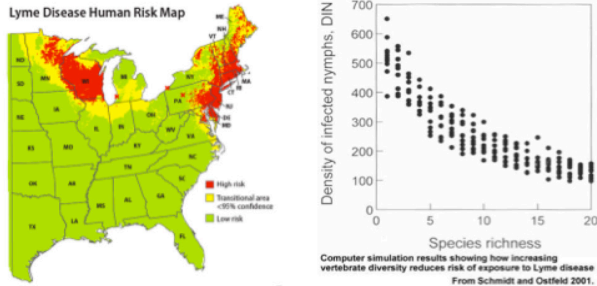 Lyme Disease Human Risk Map
ME
NH
VT
ND
MN
WI
MI
NY
MA
CT RI
SD
IA
PA
NJ
DE
MD
NE
IL
IN
OH
WV
VA
KS
MO
KY
NC
TN
SC
OK
AR
MS
AL
GA
TX
LA
FL
High risk
Transitional area
<95% confidence
Low risk
Density of infected nymphs, DIN
700
600
500
400
300
200
100
0
0 5 10 15 20
Species richness
Computer simulation results showing how increasing
vertebrate diversity reduces risk of exposure to Lyme disease
From Schmidt and Ostfeld 2001.